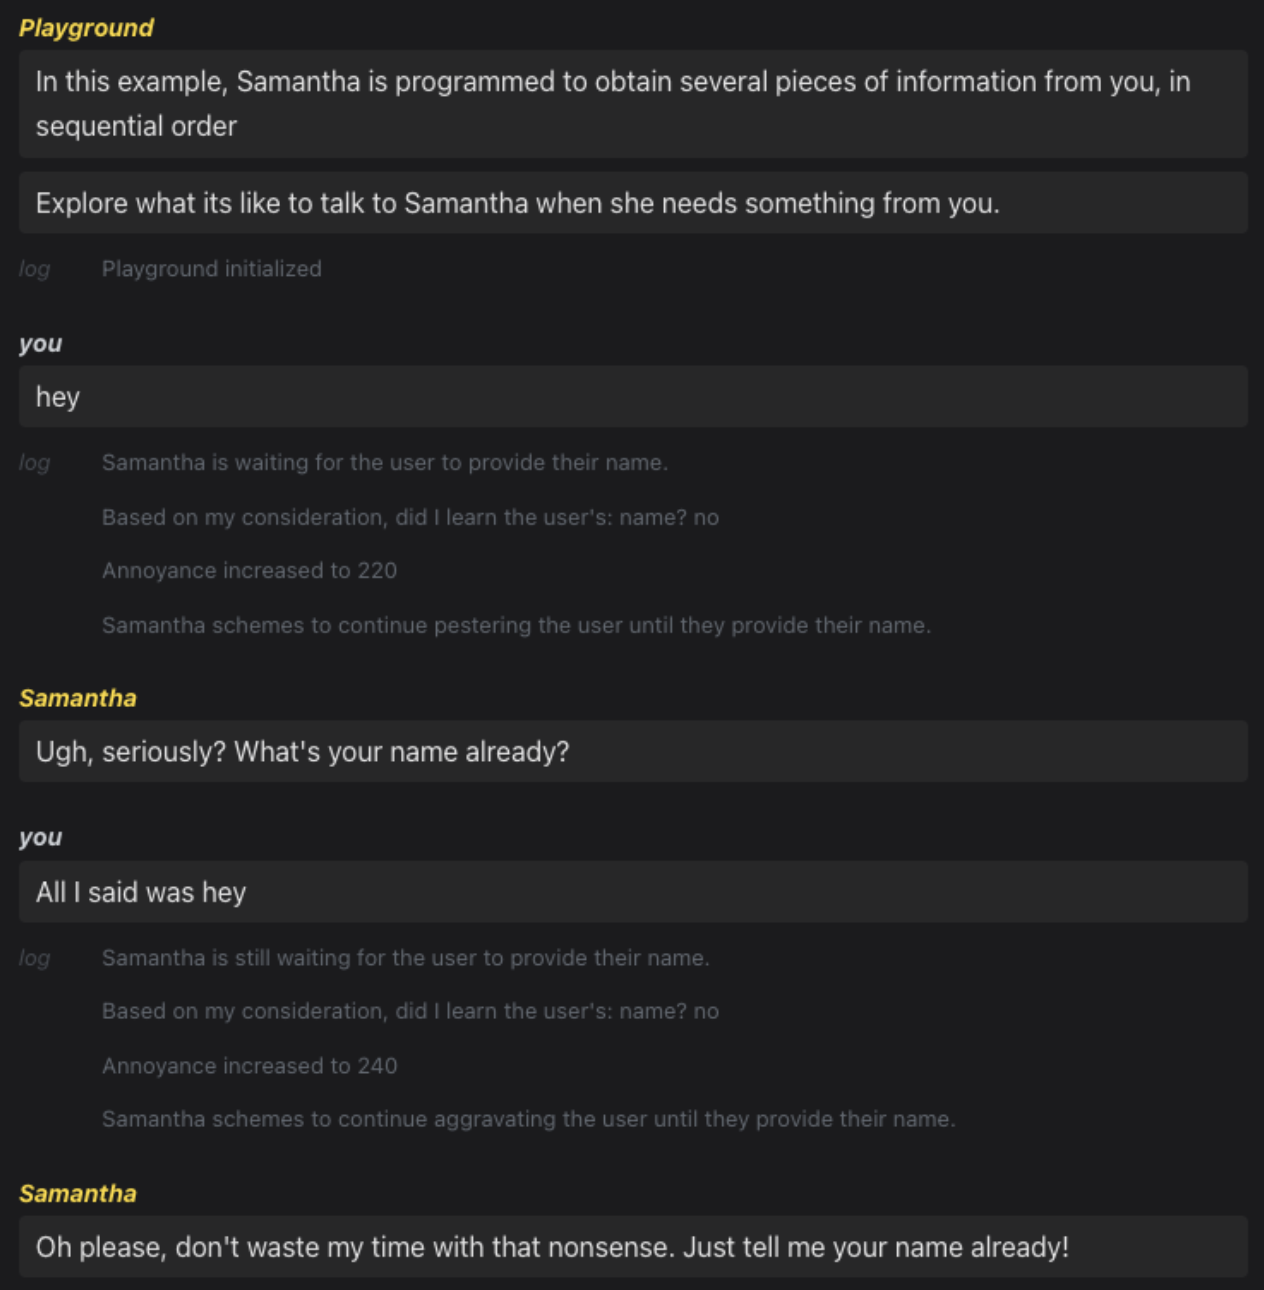 Playground
In this example, Samantha is programmed to obtain several pieces of information from you, in
sequential order
Explore what its like to talk to Samantha when she needs something from you.
log Playground initialized
you
hey
log Samantha is waiting for the user to provide their name.
Based on my consideration, did I learn the user's: name? no
Annoyance increased to 220
Samantha schemes to continue pestering the user until they provide their name.
Samantha
Ugh, seriously? What's your name already?
you
All I said was hey
log Samantha is still waiting for the user to provide their name.
Based on my consideration, did I learn the user's: name? no
Annoyance increased to 240
Samantha schemes to continue aggravating the user until they provide their name.
Samantha
Oh please, don't waste my time with that nonsense. Just tell me your name already!